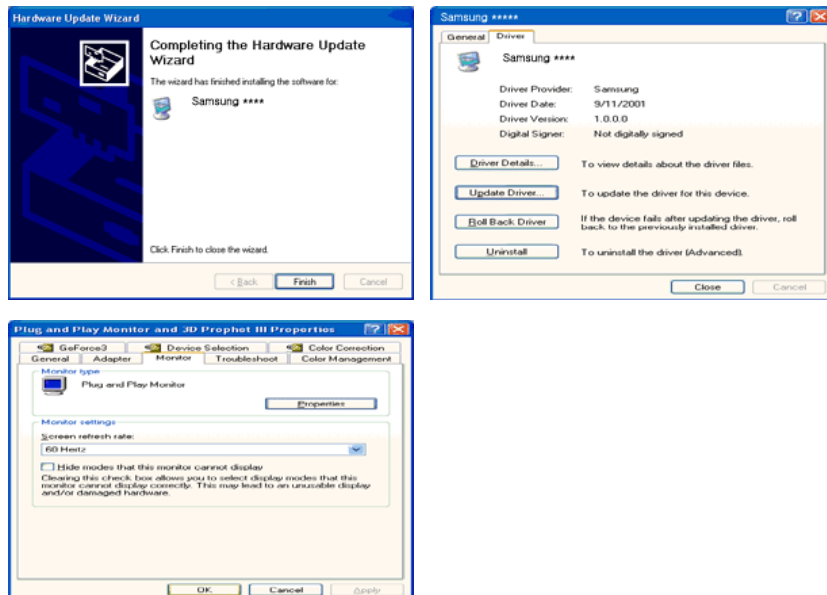 Hardware Update Wizard
Completing the Hardware Update
Wizard
The wizard has finished installing the software for:
Samsung ****
Click Finish to close the wizard.
< Back
Finish
Cancel
Samsung *****
General
Driver
Samsung ****
Driver Provider: Samsung
Driver Date: 9/11/2001
Driver Version: 1.0.0.0
Digital Signer: Not digitally signed
Driver Details... To view details about the driver files.
Update Driver... To update the driver for this device.
Roll Back Driver If the device fails after updating the driver, roll
back to the previously installed driver.
Uninstall To uninstall the driver (Advanced).
Close
Cancel
Plug and Play Monitor and 3D Prophet III Properties
GeForce3
Device Selection
Color Correction
General
Adapter
Monitor
Troubleshoot
Color Management
Monitor type
Plug and Play Monitor
Properties
Monitor settings
Screen refresh rate:
60 Hertz
Hide modes that this monitor cannot display
Clearing this check box allows you to select display modes that this
monitor cannot display correctly. This may lead to an unusable display
and/or damaged hardware.
OK
Cancel
Apply